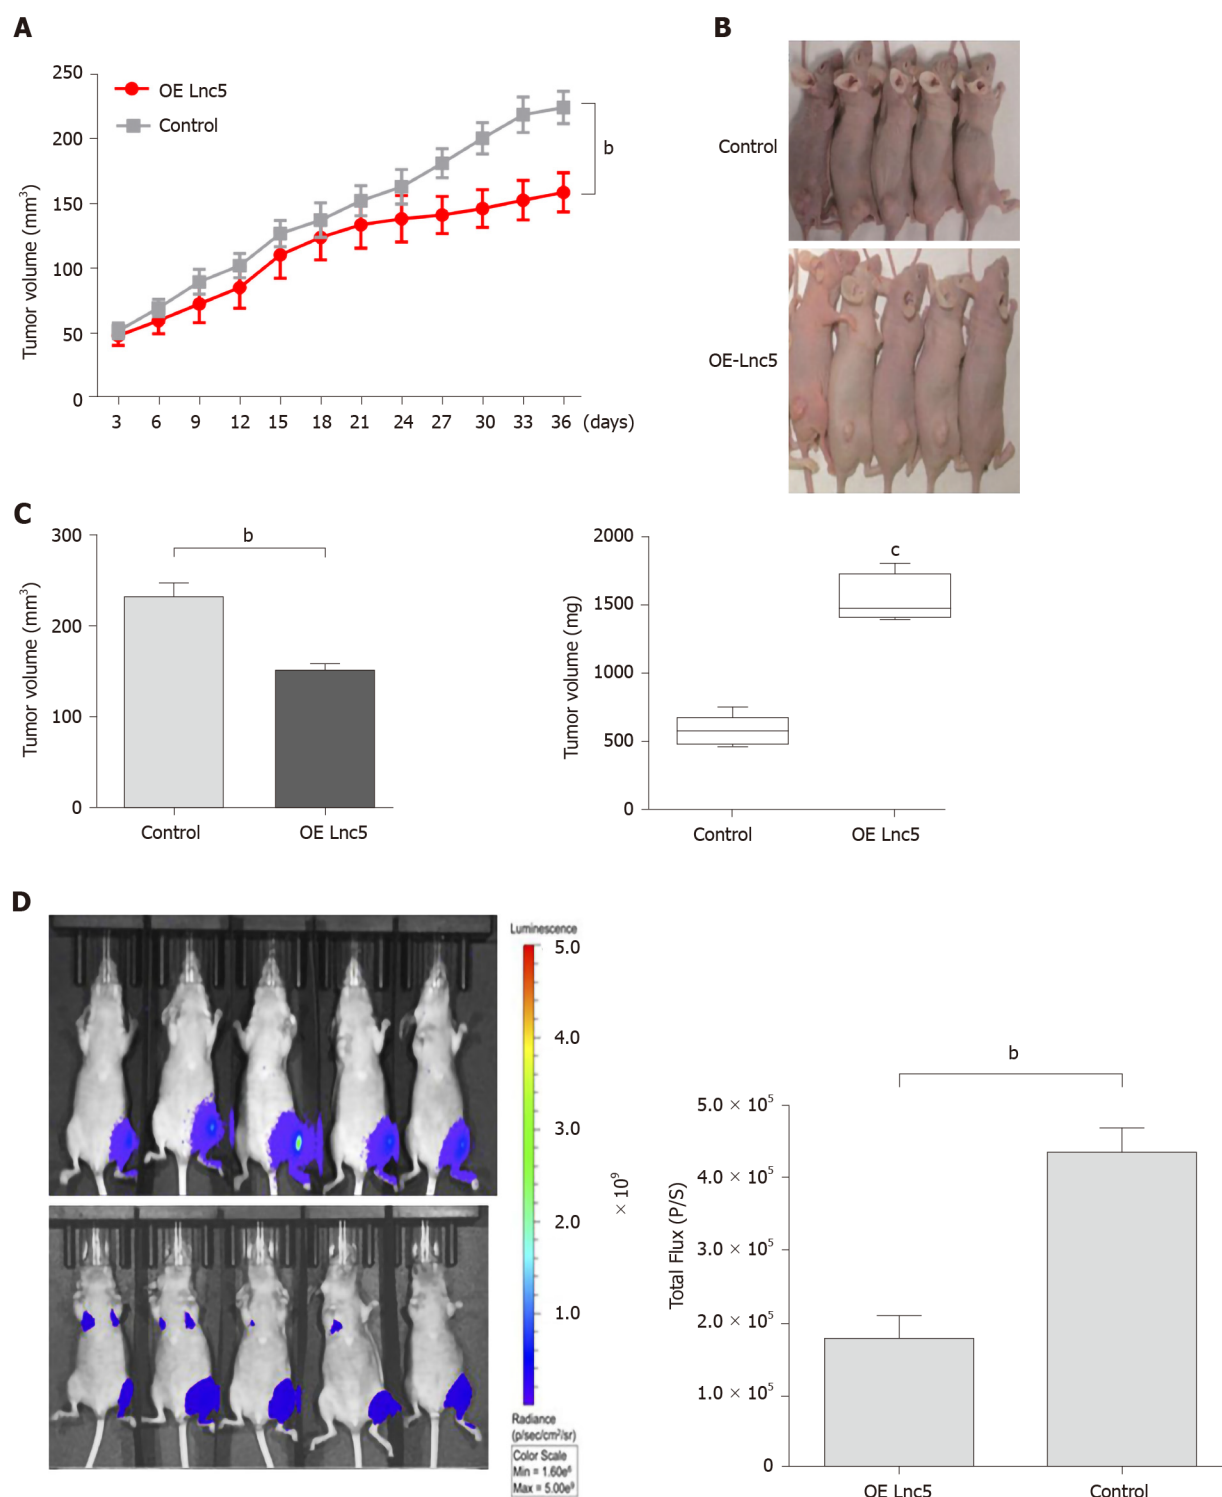 A
250
200
150
100
50
0
Tumor volume (mm³)
OE Lnc5
Control
b
3 6 9 12 15 18 21 24 27 30 33 36 (days)
B
Control
OE-Lnc5
C
300
200
100
0
Tumor volume (mm³)
b
Control OE Lnc5
2000
1500
1000
500
0
Tumor volume (mg)
c
Control OE Lnc5
D
Luminescence
5.0
4.0
3.0
2.0
1.0
× 10⁹
Radiance
(p/sec/cm²/sr)
Color Scale
Min = 1.60e⁶
Max = 5.00e⁹
b
5.0 × 10⁵
4.0 × 10⁵
3.0 × 10⁵
2.0 × 10⁵
1.0 × 10⁵
0
Total Flux (P/S)
OE Lnc5 Control